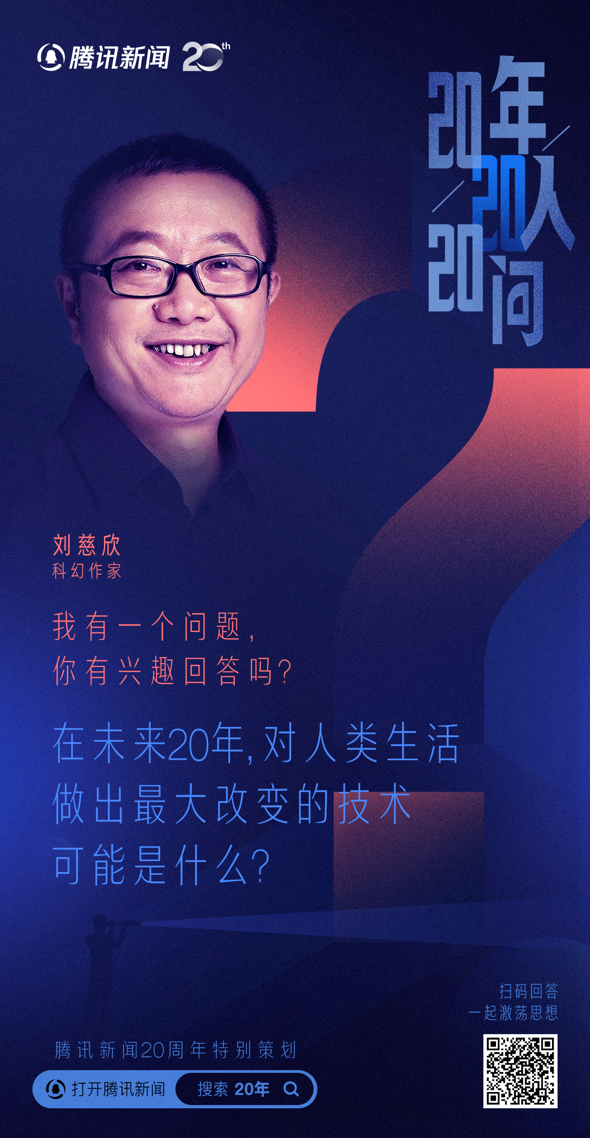 腾讯新闻 20th
20年
20人
20问
刘慈欣
科幻作家
我有一个问题,
你有兴趣回答吗?
在未来20年,对人类生活
做出最大改变的技术
可能是什么?
扫码回答
一起激荡思想
腾讯新闻20周年特别策划
打开腾讯新闻 搜索 20年